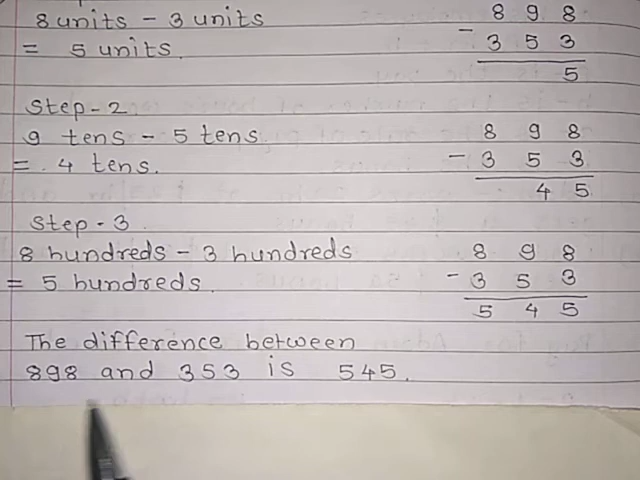 8 units - 3 units
= 5 units.
8 9 8
- 3 5 3
5
Step-2
9 tens - 5 tens
= 4 tens.
8 9 8
- 3 5 3
4 5
Step-3
8 hundreds - 3 hundreds
= 5 hundreds.
8 9 8
- 3 5 3
5 4 5
The difference between
898 and 353 is 545.